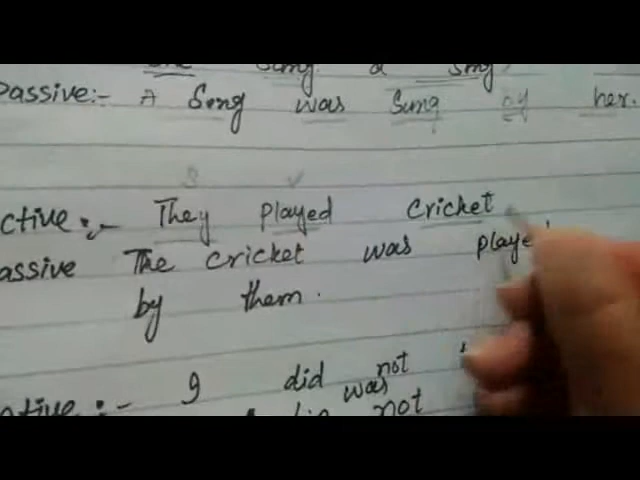 Passive:- A Song was Sung by her.
S V
ctive:- They played cricket
assive The cricket was playe
by them.
ative:- I did not
was
not